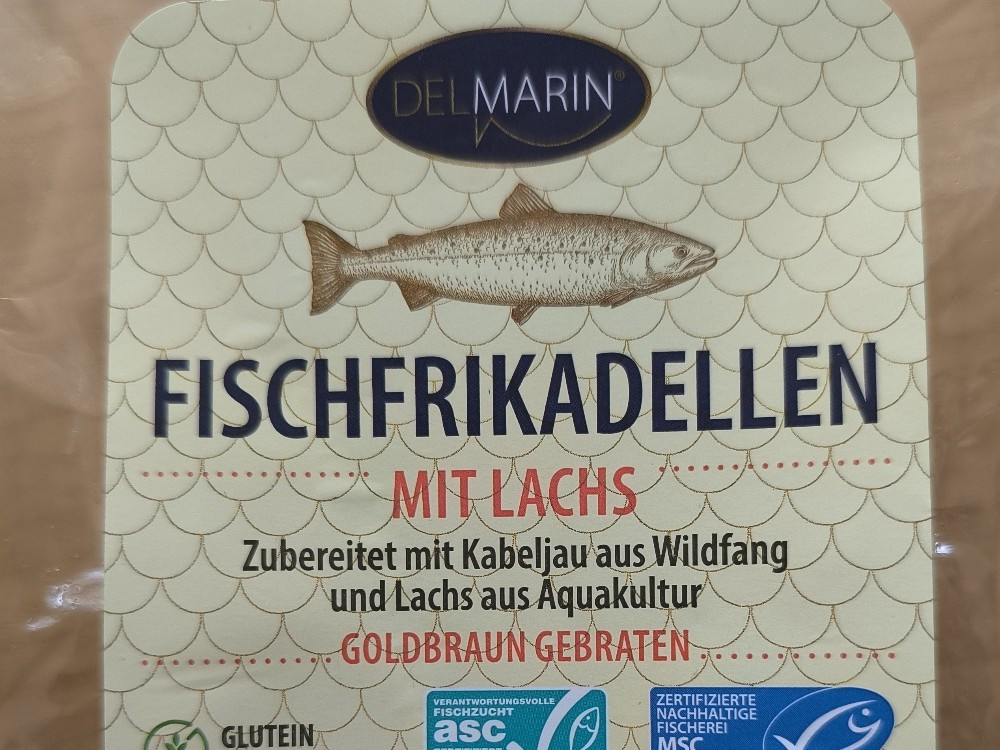 DELMARIN®
FISCHFRIKADELLEN
MIT LACHS
Zubereitet mit Kabeljau aus Wildfang
und Lachs aus Aquakultur
GOLDBRAUN GEBRATEN
GLUTEN
VERANTWORTUNGSVOLLE
FISCHZUCHT
asc
ZERTIFIZIERTE
NACHHALTIGE
FISCHEREI
MSC